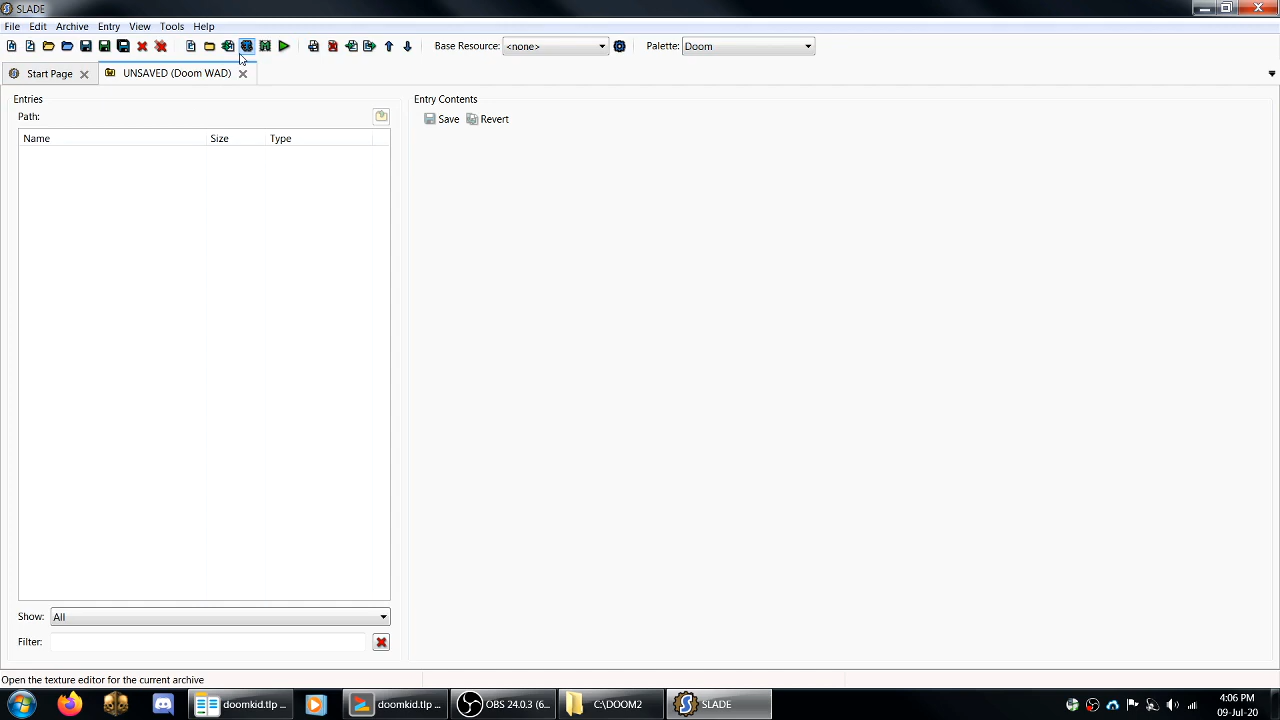 SLADE
File Edit Archive Entry View Tools Help
Base Resource: <none> Palette: Doom
Start Page UNSAVED (Doom WAD)
Entries Entry Contents
Path: Save Revert
Name Size Type
Show: All
Filter:
Open the texture editor for the current archive
doomkid.tlp ... doomkid.tlp ... OBS 24.0.3 (6... C:\DOOM2 SLADE 4:06 PM
09-Jul-20